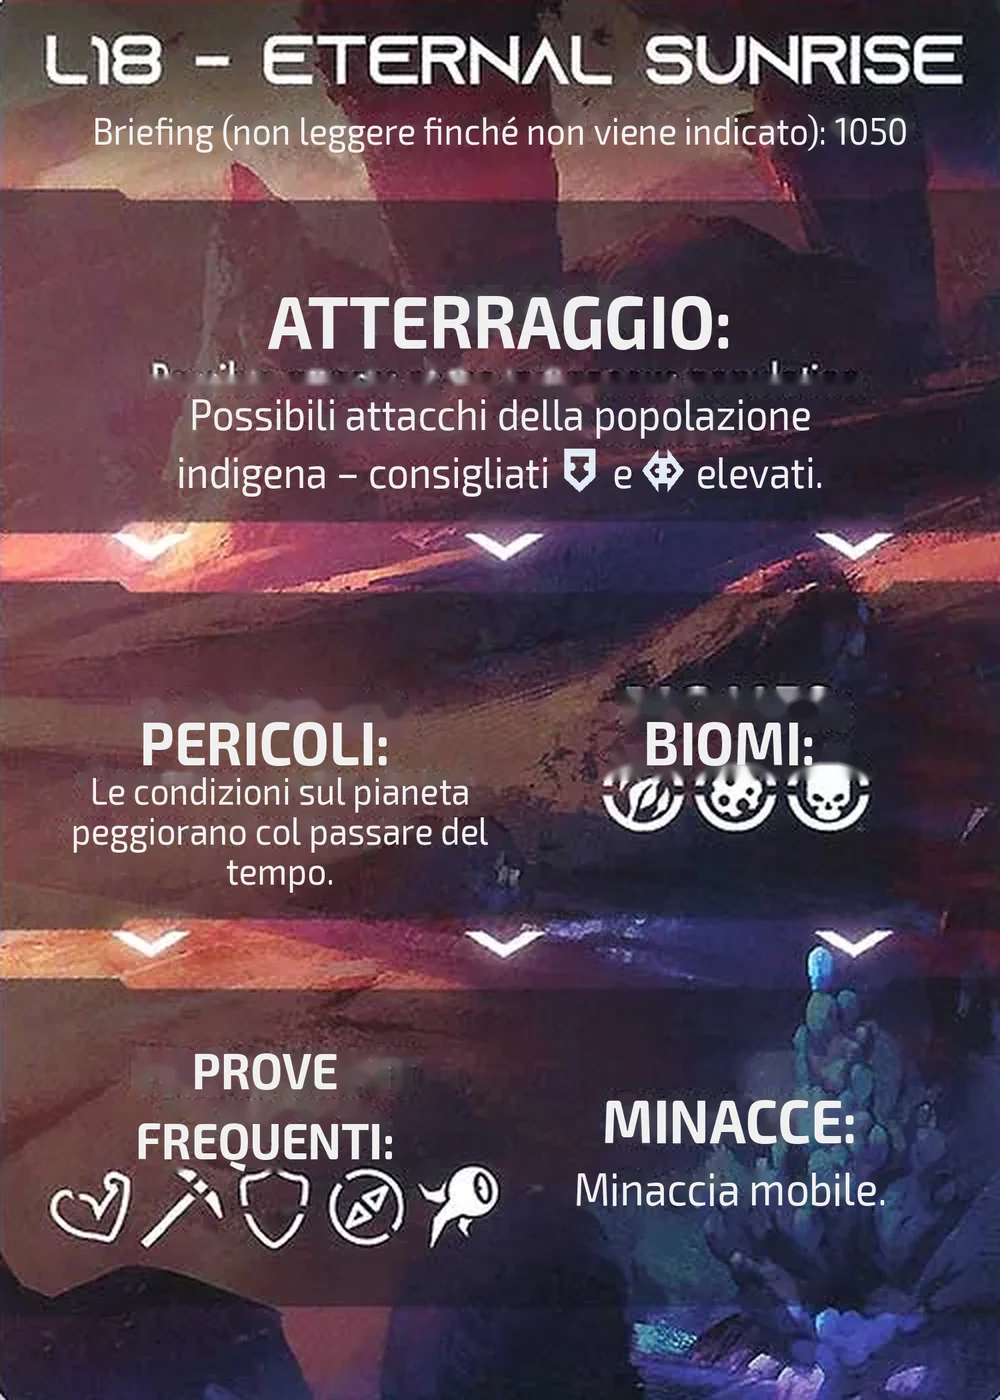 L18 - ETERNAL SUNRISE
Briefing (non leggere finché non viene indicato): 1050
ATTERRAGGIO:
Possibili attacchi della popolazione
indigena – consigliati e elevati.
PERICOLI:
Le condizioni sul pianeta
peggiorano col passare del
tempo.
BIOMI:
PROVE
FREQUENTI:
MINACCE:
Minaccia mobile.